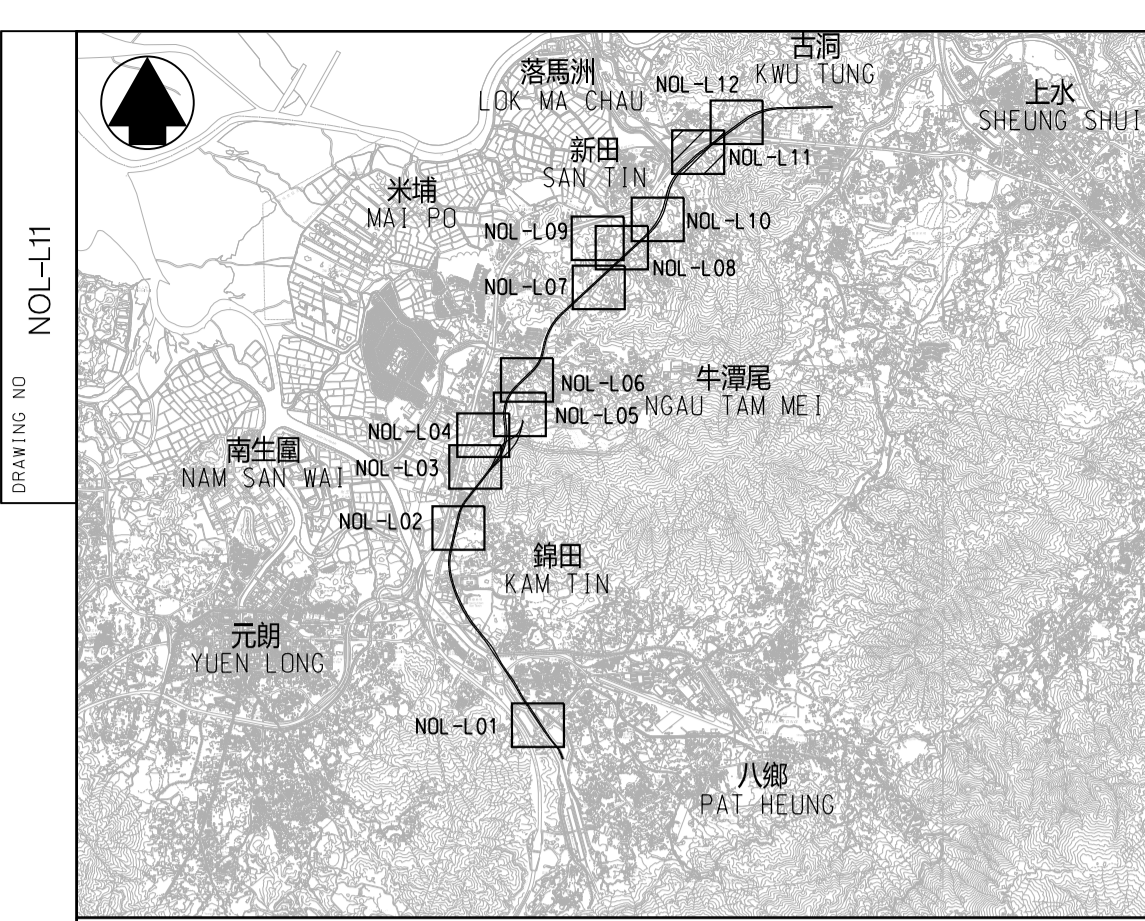 DRAWING NO
NOL-L11
古洞
KWU TUNG
落馬洲
LOK MA CHAU
NOL-L12
上水
SHEUNG SHUI
新田
SAN TIN
NOL-L11
米埔
MAI PO
NOL-L10
NOL-L09
NOL-L08
NOL-L07
NOL-L06
牛潭尾
NGAU TAM MEI
NOL-L05
NOL-L04
南生圍
NAM SAN WAI
NOL-L03
NOL-L02
錦田
KAM TIN
元朗
YUEN LONG
NOL-L01
八鄉
PAT HEUNG